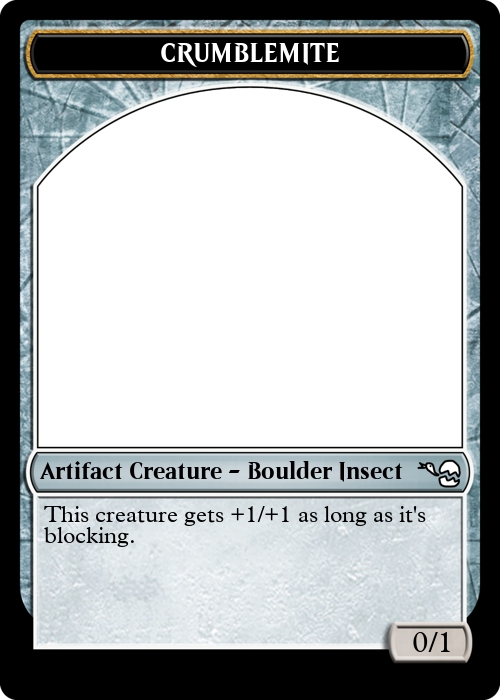 CRUMBLEMITE
Artifact Creature – Boulder Insect
This creature gets +1/+1 as long as it's
blocking.
0/1